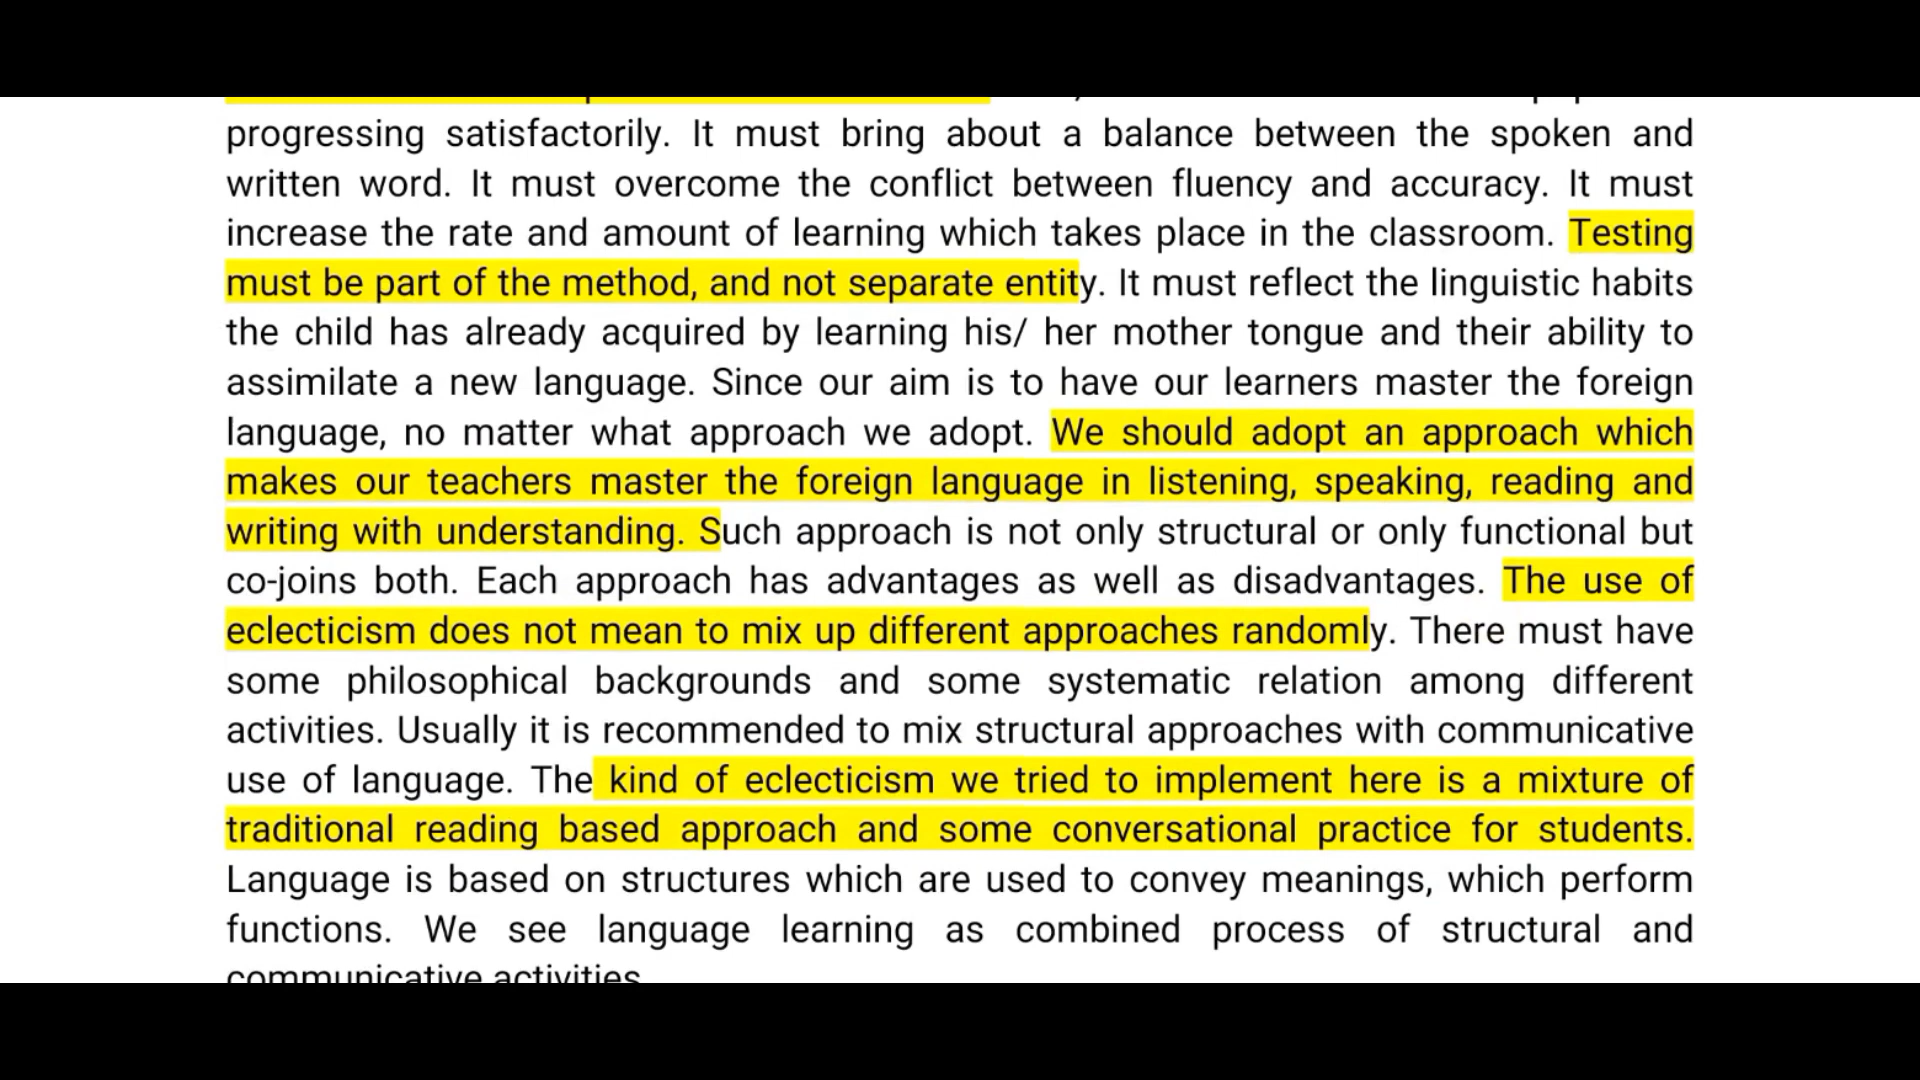 progressing satisfactorily. It must bring about a balance between the spoken and
written word. It must overcome the conflict between fluency and accuracy. It must
increase the rate and amount of learning which takes place in the classroom. Testing
must be part of the method, and not separate entity. It must reflect the linguistic habits
the child has already acquired by learning his/ her mother tongue and their ability to
assimilate a new language. Since our aim is to have our learners master the foreign
language, no matter what approach we adopt. We should adopt an approach which
makes our teachers master the foreign language in listening, speaking, reading and
writing with understanding. Such approach is not only structural or only functional but
co-joins both. Each approach has advantages as well as disadvantages. The use of
eclecticism does not mean to mix up different approaches randomly. There must have
some philosophical backgrounds and some systematic relation among different
activities. Usually it is recommended to mix structural approaches with communicative
use of language. The kind of eclecticism we tried to implement here is a mixture of
traditional reading based approach and some conversational practice for students.
Language is based on structures which are used to convey meanings, which perform
functions. We see language learning as combined process of structural and
communicative activities.